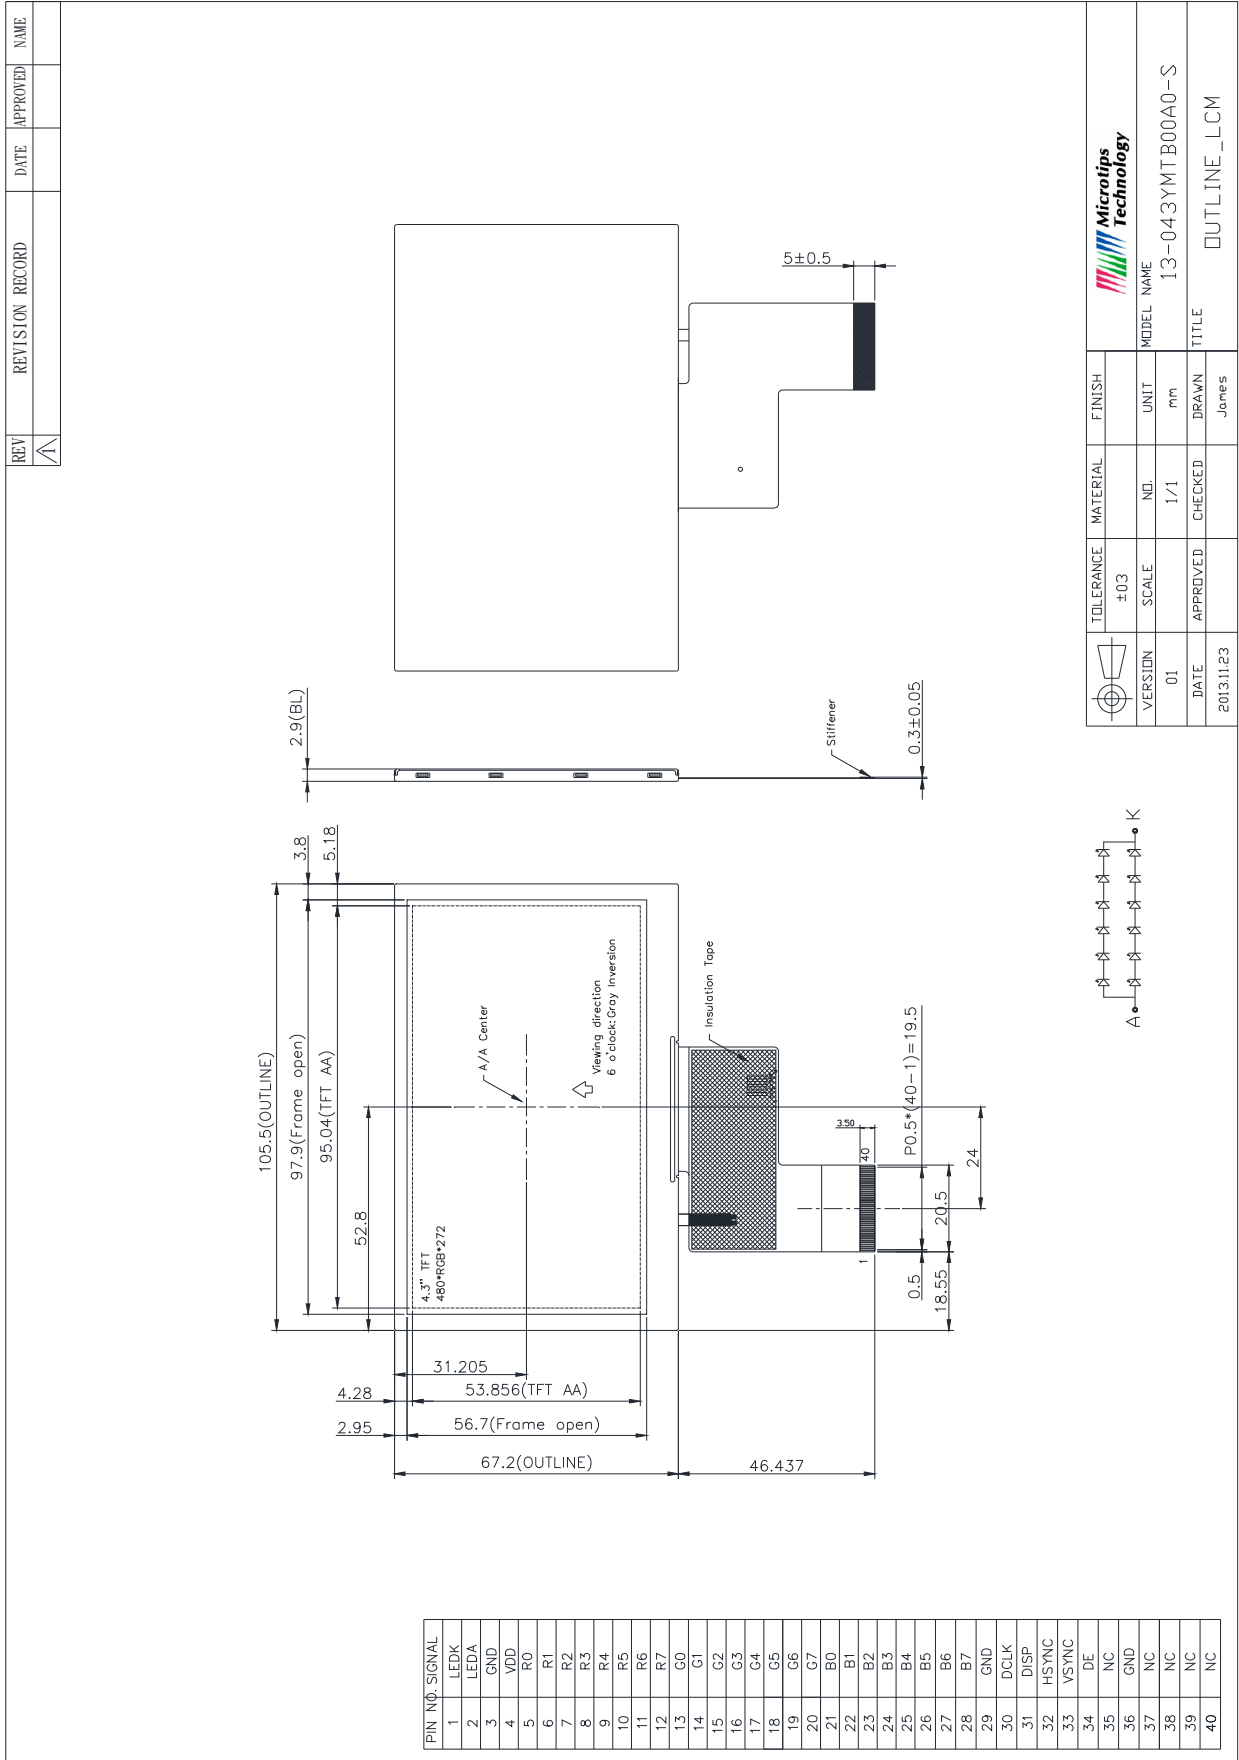 REV REVISION RECORD DATE APPROVED NAME
1
105.5(OUTLINE)
97.9(Frame open)
95.04(TFT AA)
52.8
3.8
5.18
2.9(BL)
4.3" TFT
480*RGB*272
A/A Center
Viewing direction
6 o'clock:Gray Inversion
31.205
4.28
53.856(TFT AA)
2.95
56.7(Frame open)
67.2(OUTLINE)
46.437
Insulation Tape
3.50
40
1
P0.5*(40-1)=19.5
0.5
20.5
18.55
24
Stiffener
0.3±0.05
5±0.5
A
K
PIN NO. SIGNAL
1 LEDK
2 LEDA
3 GND
4 VDD
5 R0
6 R1
7 R2
8 R3
9 R4
10 R5
11 R6
12 R7
13 G0
14 G1
15 G2
16 G3
17 G4
18 G5
19 G6
20 G7
21 B0
22 B1
23 B2
24 B3
25 B4
26 B5
27 B6
28 B7
29 GND
30 DCLK
31 DISP
32 HSYNC
33 VSYNC
34 DE
35 NC
36 GND
37 NC
38 NC
39 NC
40 NC
TOLERANCE MATERIAL FINISH
±03
Microtips
Technology
VERSION SCALE NO. UNIT MODEL NAME
01 1/1 mm 13-043YMTB00A0-S
DATE APPROVED CHECKED DRAWN TITLE
2013.11.23 James OUTLINE_LCM